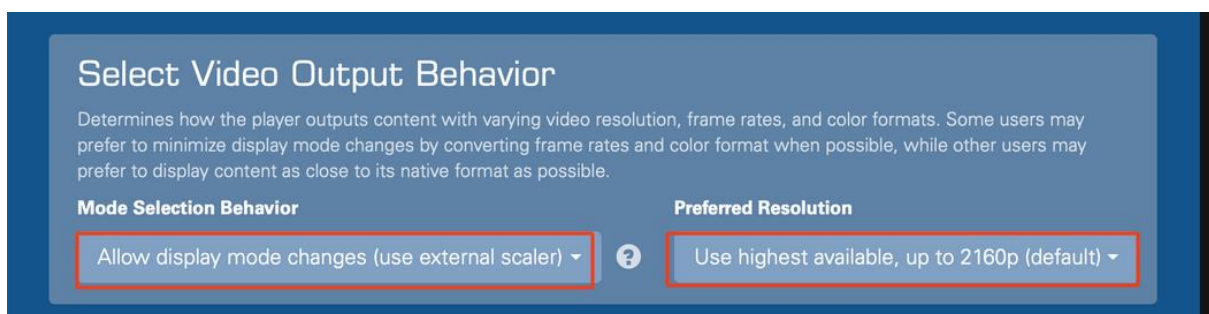 Select Video Output Behavior
Determines how the player outputs content with varying video resolution, frame rates, and color formats. Some users may
prefer to minimize display mode changes by converting frame rates and color format when possible, while other users may
prefer to display content as close to its native format as possible.
Mode Selection Behavior
Preferred Resolution
Allow display mode changes (use external scaler)
?
Use highest available, up to 2160p (default)